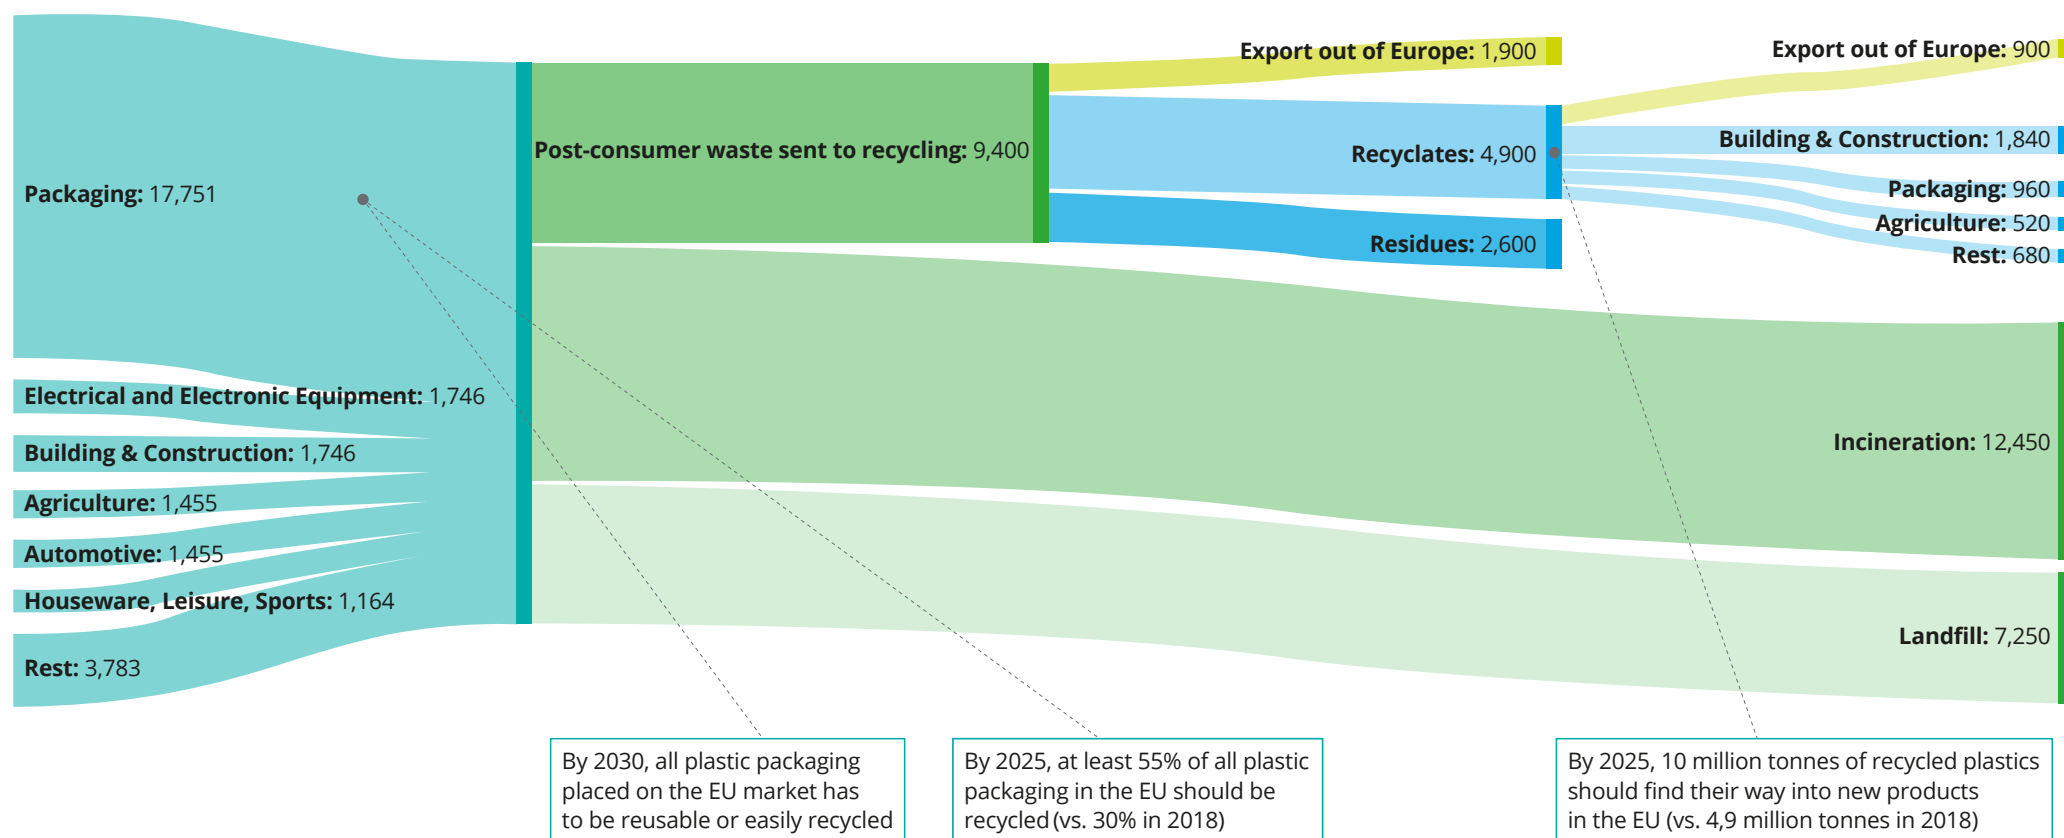 Packaging: 17,751
Electrical and Electronic Equipment: 1,746
Building & Construction: 1,746
Agriculture: 1,455
Automotive: 1,455
Houseware, Leisure, Sports: 1,164
Rest: 3,783
Post-consumer waste sent to recycling: 9,400
Export out of Europe: 1,900
Recyclates: 4,900
Residues: 2,600
Export out of Europe: 900
Building & Construction: 1,840
Packaging: 960
Agriculture: 520
Rest: 680
Incineration: 12,450
Landfill: 7,250
By 2030, all plastic packaging
placed on the EU market has
to be reusable or easily recycled
By 2025, at least 55% of all plastic
packaging in the EU should be
recycled (vs. 30% in 2018)
By 2025, 10 million tonnes of recycled plastics
should find their way into new products
in the EU (vs. 4,9 million tonnes in 2018)